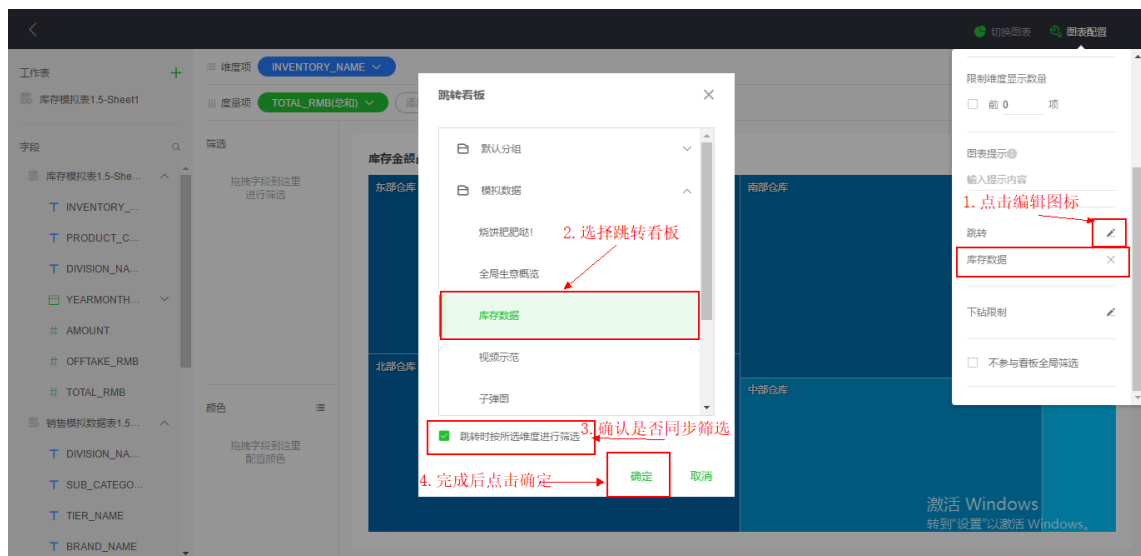 切换图表
图表配置
工作表
+
库存模拟表1.5-Sheet1
字段
库存模拟表1.5-She...
T INVENTORY_...
T PRODUCT_C...
T DIVISION_NA...
YEARMONTH...
# AMOUNT
# OFFTAKE_RMB
# TOTAL_RMB
销售模拟数据表1.5...
T DIVISION_NA...
T SUB_CATEGO...
T TIER_NAME
T BRAND_NAME
维度项 INVENTORY_NAME
度量项 TOTAL_RMB(总和)
筛选
拖拽字段到这里
进行筛选
颜色
拖拽字段到这里
配置颜色
库存金额
东部仓库
南部仓库
北部仓库
中部仓库
跳转看板
默认分组
模拟数据
烧饼肥肥哒!
2.选择跳转看板
全局生意概览
库存数据
视频示范
子弹图
跳转时按所选维度进行筛选
3.确认是否同步筛选
4.完成后点击确定
确定
取消
限制维度显示数量
前 0 项
图表提示
输入提示内容
1.点击编辑图标
跳转
库存数据
下钻限制
不参与看板全局筛选
激活 Windows
转到"设置"以激活 Windows。